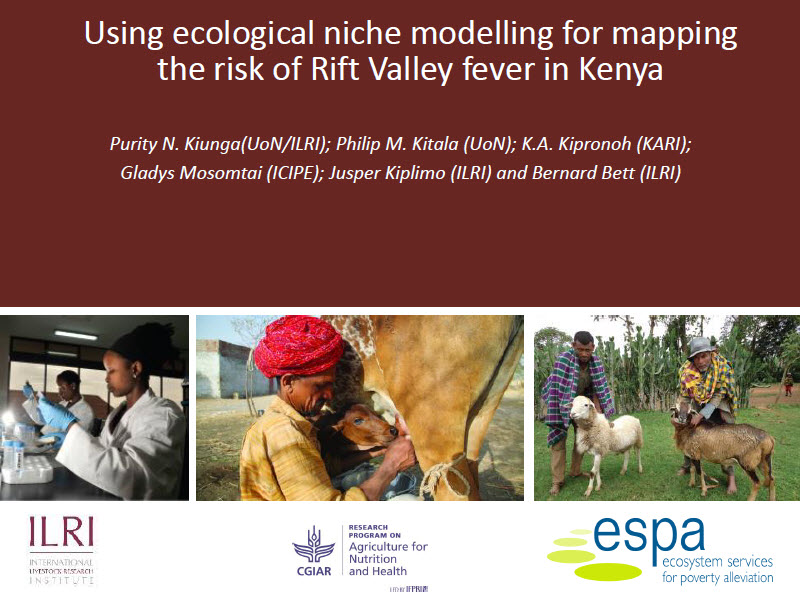 Using ecological niche modelling for mapping
the risk of Rift Valley fever in Kenya
Purity N. Kiunga(UoN/ILRI); Philip M. Kitala (UoN); K.A. Kipronoh (KARI);
Gladys Mosomtai (ICIPE); Jusper Kiplimo (ILRI) and Bernard Bett (ILRI)
ILRI
INTERNATIONAL
LIVESTOCK RESEARCH
INSTITUTE
CGIAR
RESEARCH
PROGRAM ON
Agriculture for
Nutrition
and Health
LED BY IFPRI
espa
ecosystem services
for poverty alleviation